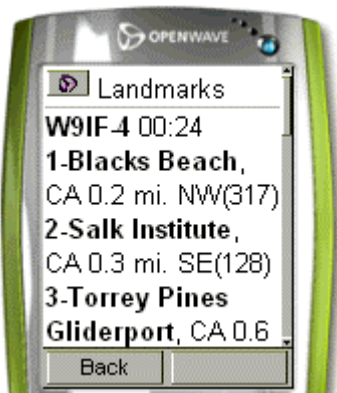 OPENWAVE
Landmarks
W9IF-4 00:24
1-Blacks Beach,
CA 0.2 mi. NW(317)
2-Salk Institute,
CA 0.3 mi. SE(128)
3-Torrey Pines
Gliderport, CA 0.6
Back